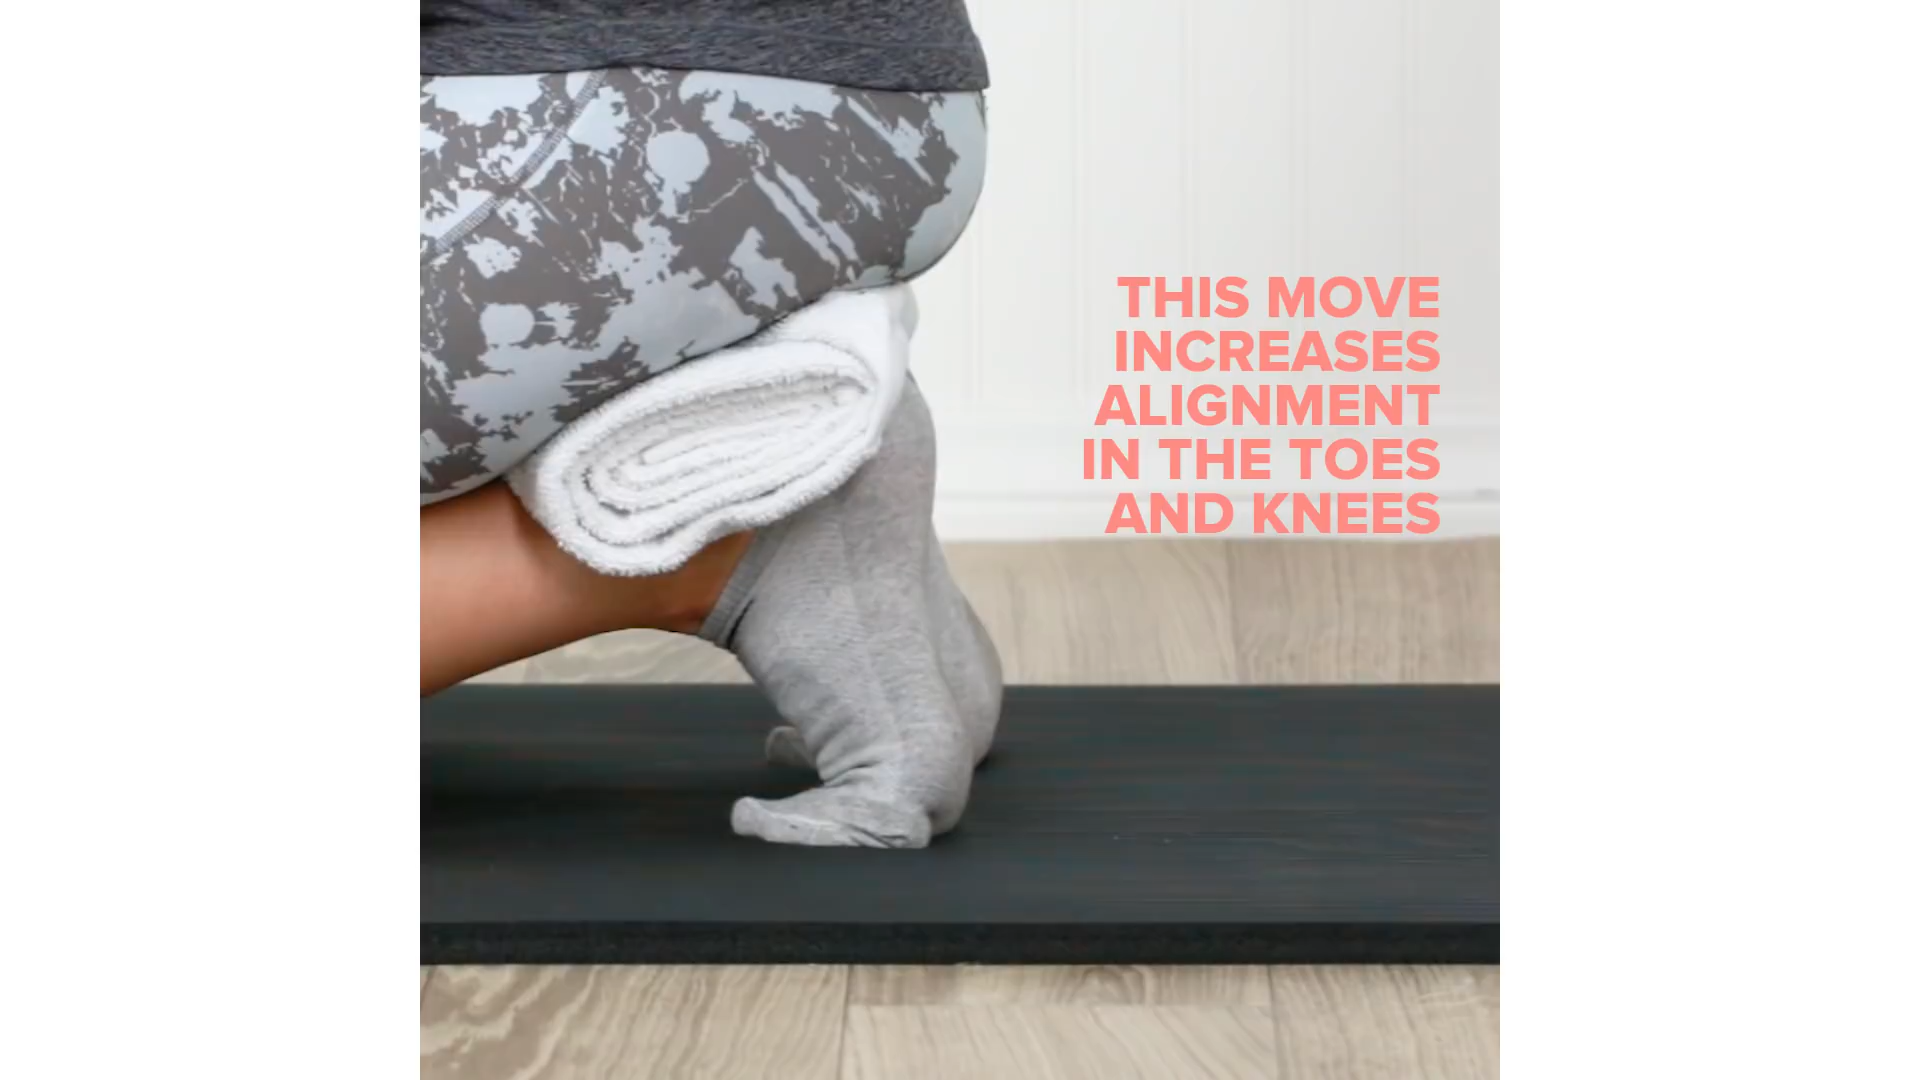 THIS MOVE
INCREASES
ALIGNMENT
IN THE TOES
AND KNEES